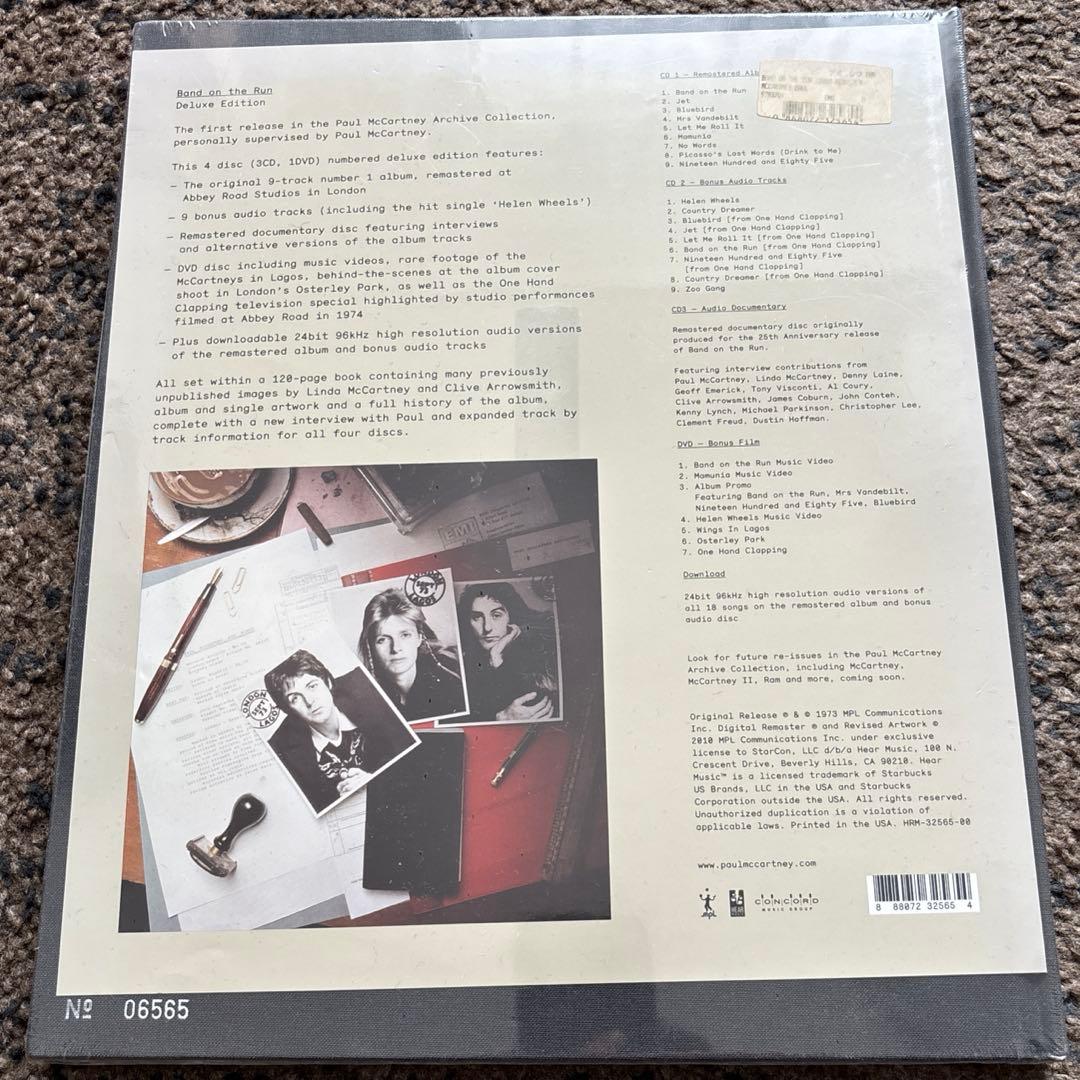 Band on the Run
Deluxe Edition
The first release in the Paul McCartney Archive Collection,
personally supervised by Paul McCartney.
This 4 disc (3CD, 1DVD) numbered deluxe edition features:
– The original 9-track number 1 album, remastered at
Abbey Road Studios in London
– 9 bonus audio tracks (including the hit single ‘Helen Wheels’)
– Remastered documentary disc featuring interviews
and alternative versions of the album tracks
– DVD disc including music videos, rare footage of the
McCartneys in Lagos, behind-the-scenes at the album cover
shoot in London's Osterley Park, as well as the One Hand
Clapping television special highlighted by studio performances
filmed at Abbey Road in 1974
– Plus downloadable 24bit 96kHz high resolution audio versions
of the remastered album and bonus audio tracks
All set within a 120-page book containing many previously
unpublished images by Linda McCartney and Clive Arrowsmith,
album and single artwork and a full history of the album,
complete with a new interview with Paul and expanded track by
track information for all four discs.
EMI
LONDON
SEPT 73
LAGOS
LONDON
SEPT
73
LAGOS
№ 06565
CD 1 – Remastered Alb
1. Band on the Run
2. Jet
3. Bluebird
4. Mrs Vandebilt
5. Let Me Roll It
6. Mamunia
7. No Words
8. Picasso's Last Words (Drink to Me)
9. Nineteen Hundred and Eighty Five
CD 2 – Bonus Audio Tracks
1. Helen Wheels
2. Country Dreamer
3. Bluebird [from One Hand Clapping]
4. Jet [from One Hand Clapping]
5. Let Me Roll It [from One Hand Clapping]
6. Band on the Run [from One Hand Clapping]
7. Nineteen Hundred and Eighty Five
[from One Hand Clapping]
8. Country Dreamer [from One Hand Clapping]
9. Zoo Gang
CD3 – Audio Documentary
Remastered documentary disc originally
produced for the 25th Anniversary release
of Band on the Run.
Featuring interview contributions from
Paul McCartney, Linda McCartney, Denny Laine,
Geoff Emerick, Tony Visconti, Al Coury,
Clive Arrowsmith, James Coburn, John Conteh,
Kenny Lynch, Michael Parkinson, Christopher Lee,
Clement Freud, Dustin Hoffman.
DVD – Bonus Film
1. Band on the Run Music Video
2. Mamunia Music Video
3. Album Promo
Featuring Band on the Run, Mrs Vandebilt,
Nineteen Hundred and Eighty Five, Bluebird
4. Helen Wheels Music Video
5. Wings In Lagos
6. Osterley Park
7. One Hand Clapping
Download
24bit 96kHz high resolution audio versions of
all 18 songs on the remastered album and bonus
audio disc
Look for future re-issues in the Paul McCartney
Archive Collection, including McCartney,
McCartney II, Ram and more, coming soon.
Original Release ℗ & © 1973 MPL Communications
Inc. Digital Remaster ℗ and Revised Artwork ©
2010 MPL Communications Inc. under exclusive
license to StarCon, LLC d/b/a Hear Music, 100 N.
Crescent Drive, Beverly Hills, CA 90210. Hear
Music™ is a licensed trademark of Starbucks
US Brands, LLC in the USA and Starbucks
Corporation outside the USA. All rights reserved.
Unauthorized duplication is a violation of
applicable laws. Printed in the USA. HRM-32565-00
www.paulmccartney.com
MPL
HEAR
CONCORD
MUSIC GROUP
8 88072 32565 4